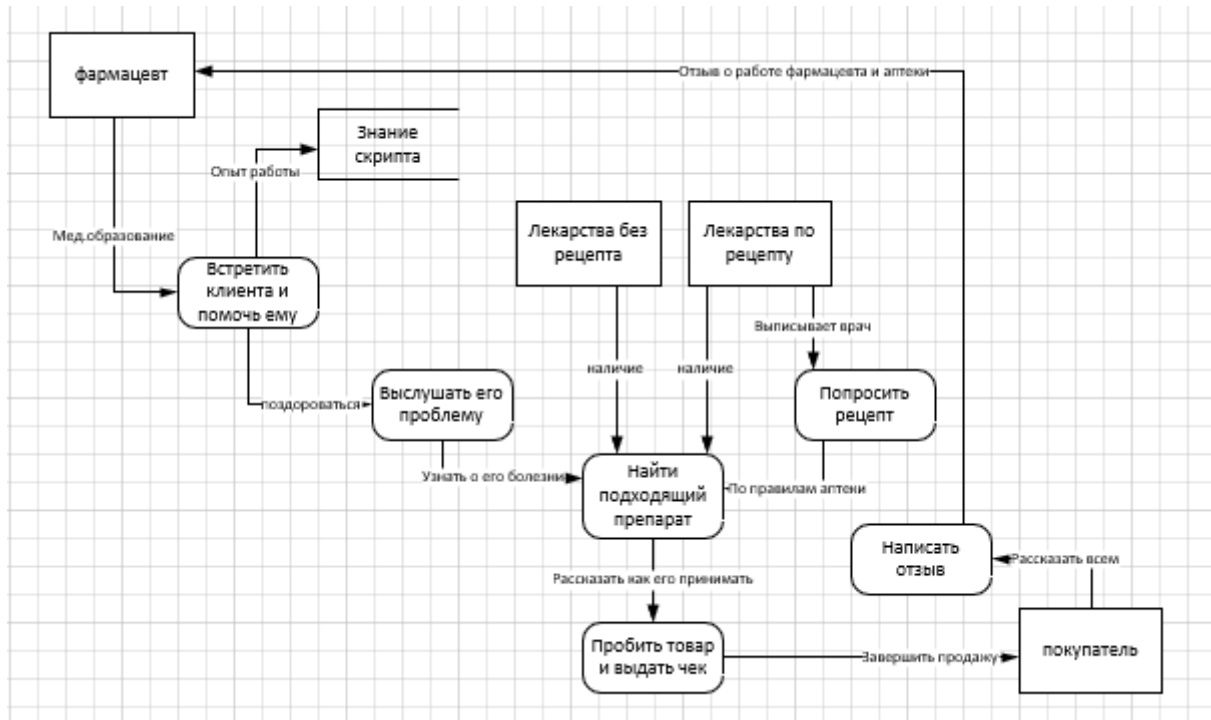 фармацевт
Отзыв о работе фармацевта и аптеки
Знание
скрипта
Опыт работы
Мед.образование
Лекарства без
рецепта
Лекарства по
рецепту
Встретить
клиента и
помочь ему
Выписывает врач
наличие
наличие
Выслушать его
проблему
Попросить
рецепт
поздороваться
Узнать о его болезни
Найти
подходящий
препарат
По правилам аптеки
Написать
отзыв
Рассказать всем
Рассказать как его принимать
Пробить товар
и выдать чек
Завершить продажу
покупатель